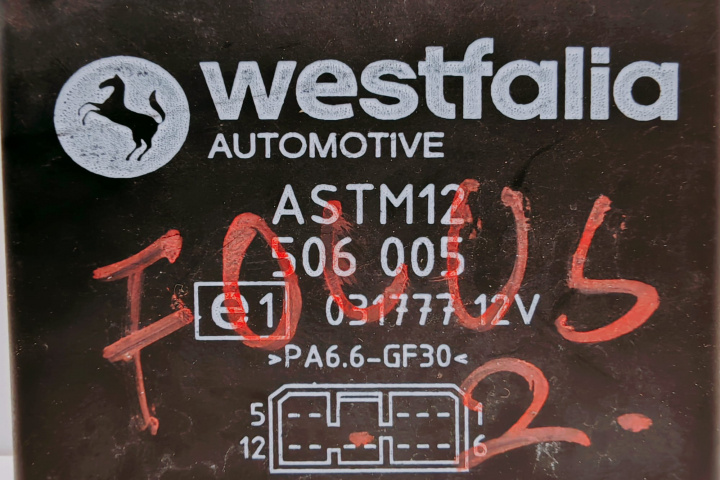 westfalia
AUTOMOTIVE
ASTM12
506 005
FOCUS
e1 031777 12V
>PA6.6-GF30<
2.
5 1
12 6